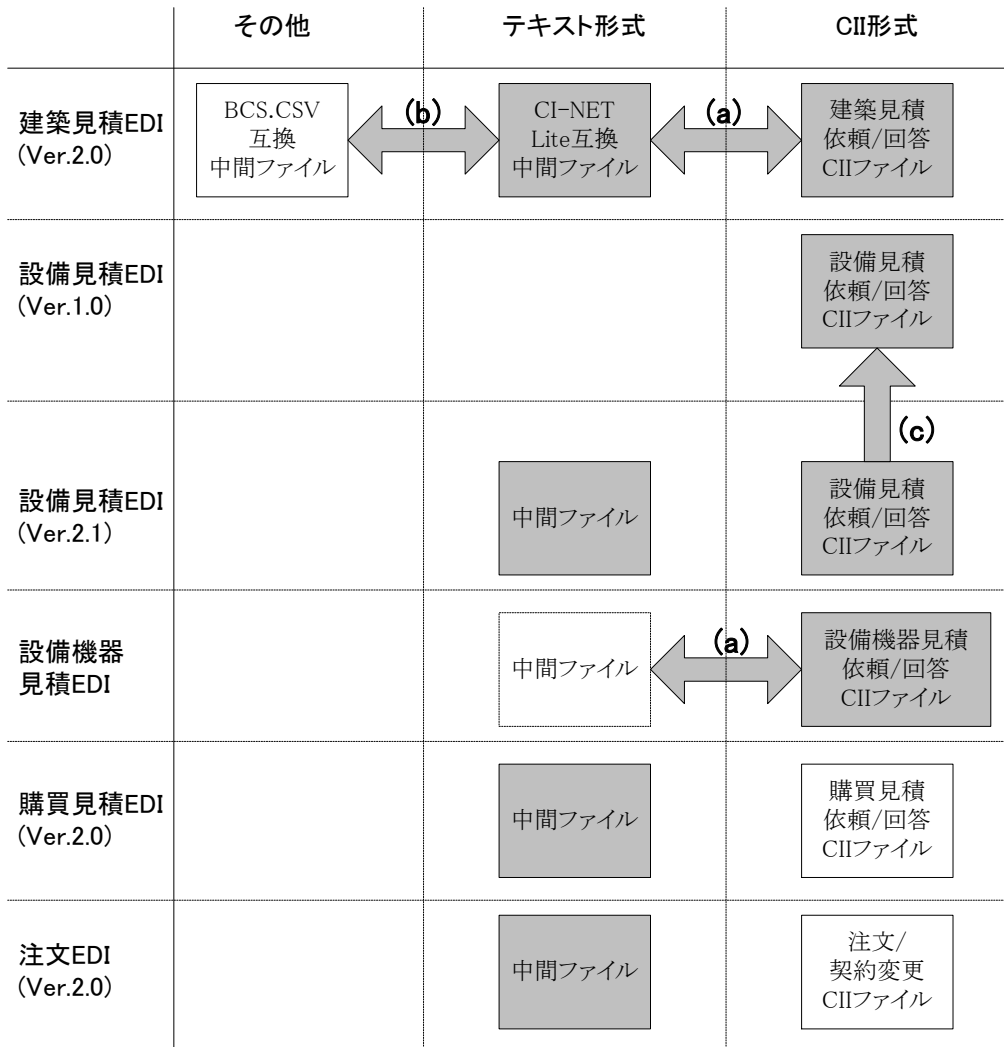 その他
テキスト形式
CII形式
建築見積EDI
(Ver.2.0)
BCS.CSV
互換
中間ファイル
(b)
CI-NET
Lite互換
中間ファイル
(a)
建築見積
依頼/回答
CIIファイル
設備見積EDI
(Ver.1.0)
設備見積
依頼/回答
CIIファイル
(c)
設備見積EDI
(Ver.2.1)
中間ファイル
設備見積
依頼/回答
CIIファイル
設備機器
見積EDI
中間ファイル
(a)
設備機器見積
依頼/回答
CIIファイル
購買見積EDI
(Ver.2.0)
中間ファイル
購買見積
依頼/回答
CIIファイル
注文EDI
(Ver.2.0)
中間ファイル
注文/
契約変更
CIIファイル